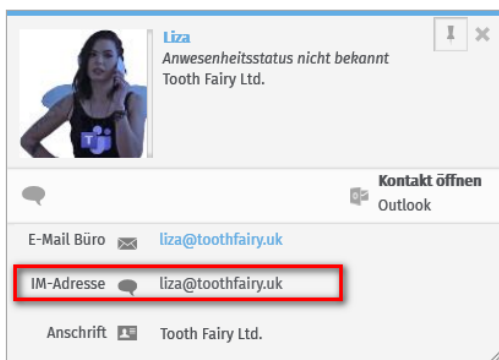 Liza
Anwesenheitsstatus nicht bekannt
Tooth Fairy Ltd.
Kontakt öffnen
Outlook
E-Mail Büro liza@toothfairy.uk
IM-Adresse liza@toothfairy.uk
Anschrift Tooth Fairy Ltd.